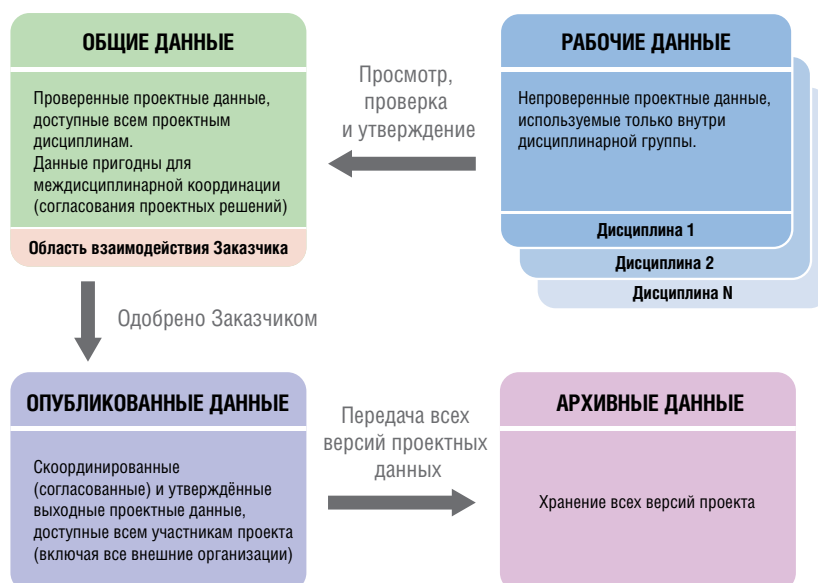 ОБЩИЕ ДАННЫЕ
Проверенные проектные данные,
доступные всем проектным
дисциплинам.
Данные пригодны для
междисциплинарной координации
(согласования проектных решений)
Область взаимодействия Заказчика
Просмотр,
проверка
и утверждение
РАБОЧИЕ ДАННЫЕ
Непроверенные проектные данные,
используемые только внутри
дисциплинарной группы.
Дисциплина 1
Дисциплина 2
Дисциплина N
Одобрено Заказчиком
ОПУБЛИКОВАННЫЕ ДАННЫЕ
Скоординированные
(согласованные) и утверждённые
выходные проектные данные,
доступные всем участникам проекта
(включая все внешние организации)
Передача всех
версий проектных
данных
АРХИВНЫЕ ДАННЫЕ
Хранение всех версий проекта